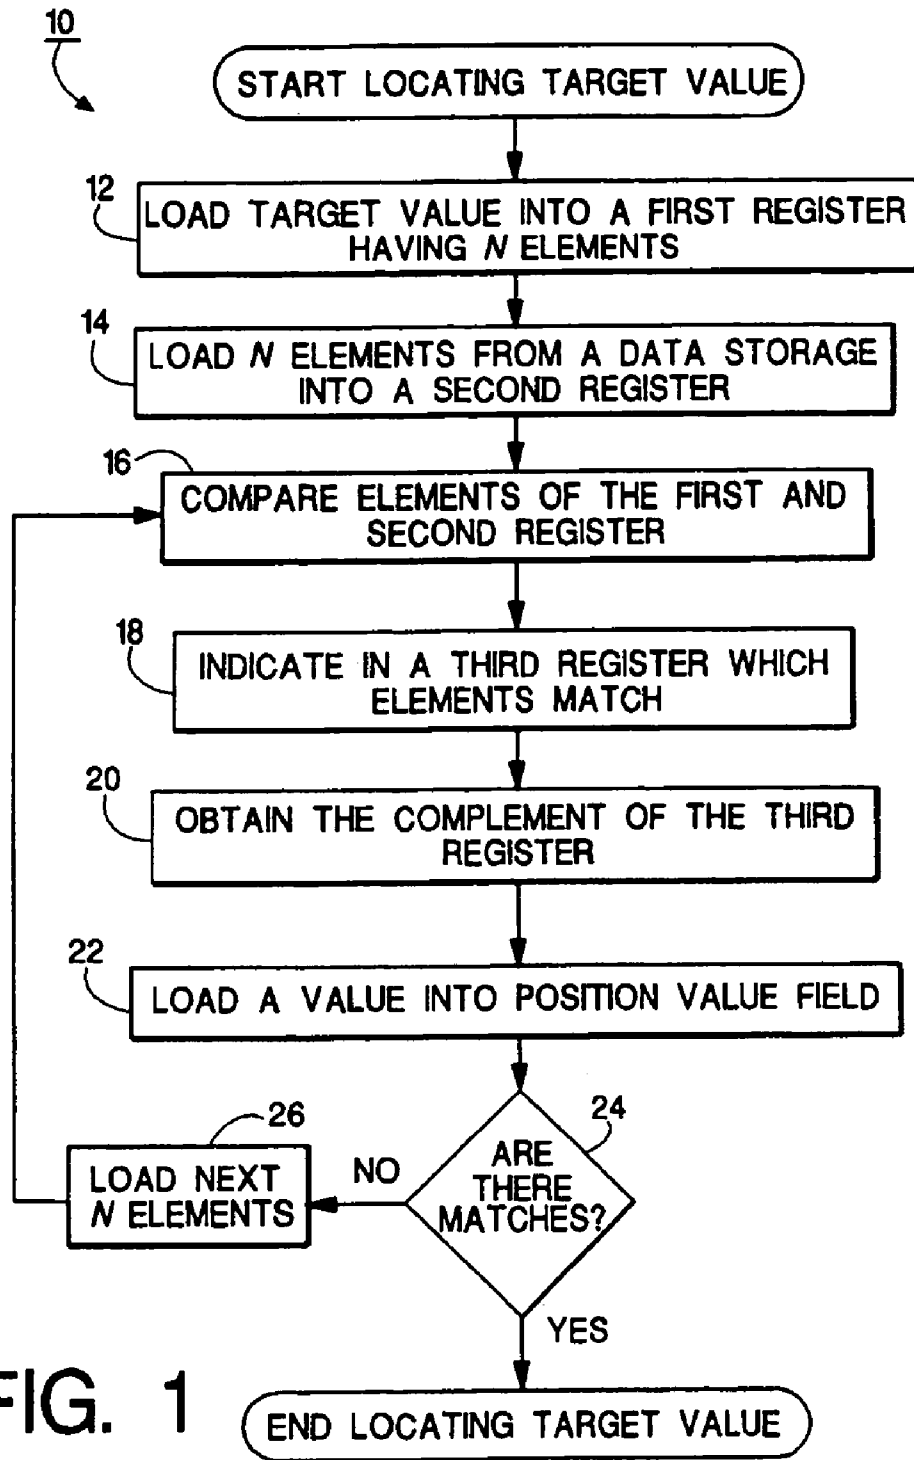 10
START LOCATING TARGET VALUE
12
LOAD TARGET VALUE INTO A FIRST REGISTER
HAVING N ELEMENTS
14
LOAD N ELEMENTS FROM A DATA STORAGE
INTO A SECOND REGISTER
16
COMPARE ELEMENTS OF THE FIRST AND
SECOND REGISTER
18
INDICATE IN A THIRD REGISTER WHICH
ELEMENTS MATCH
20
OBTAIN THE COMPLEMENT OF THE THIRD
REGISTER
22
LOAD A VALUE INTO POSITION VALUE FIELD
24
ARE
THERE
MATCHES?
NO
26
LOAD NEXT
N ELEMENTS
YES
END LOCATING TARGET VALUE
FIG. 1